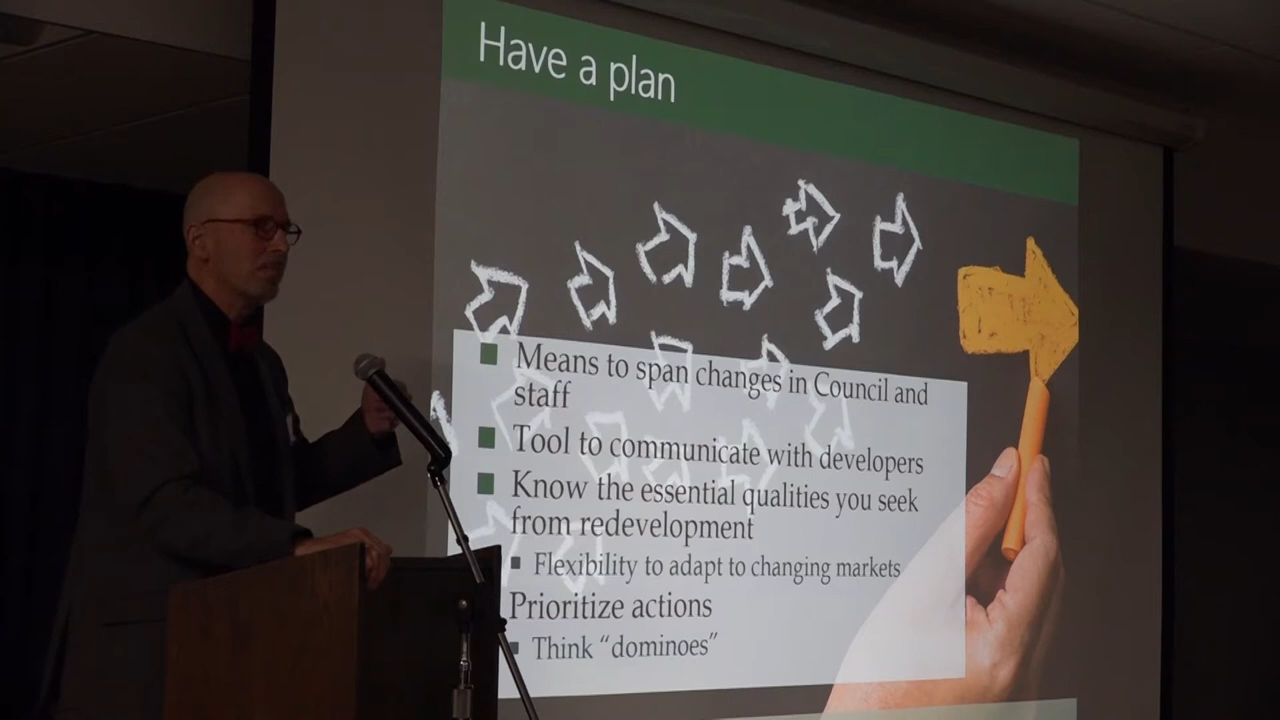 Have a plan
Means to span changes in Council and
staff
Tool to communicate with developers
Know the essential qualities you seek
from redevelopment
Flexibility to adapt to changing markets
Prioritize actions
Think “dominoes”